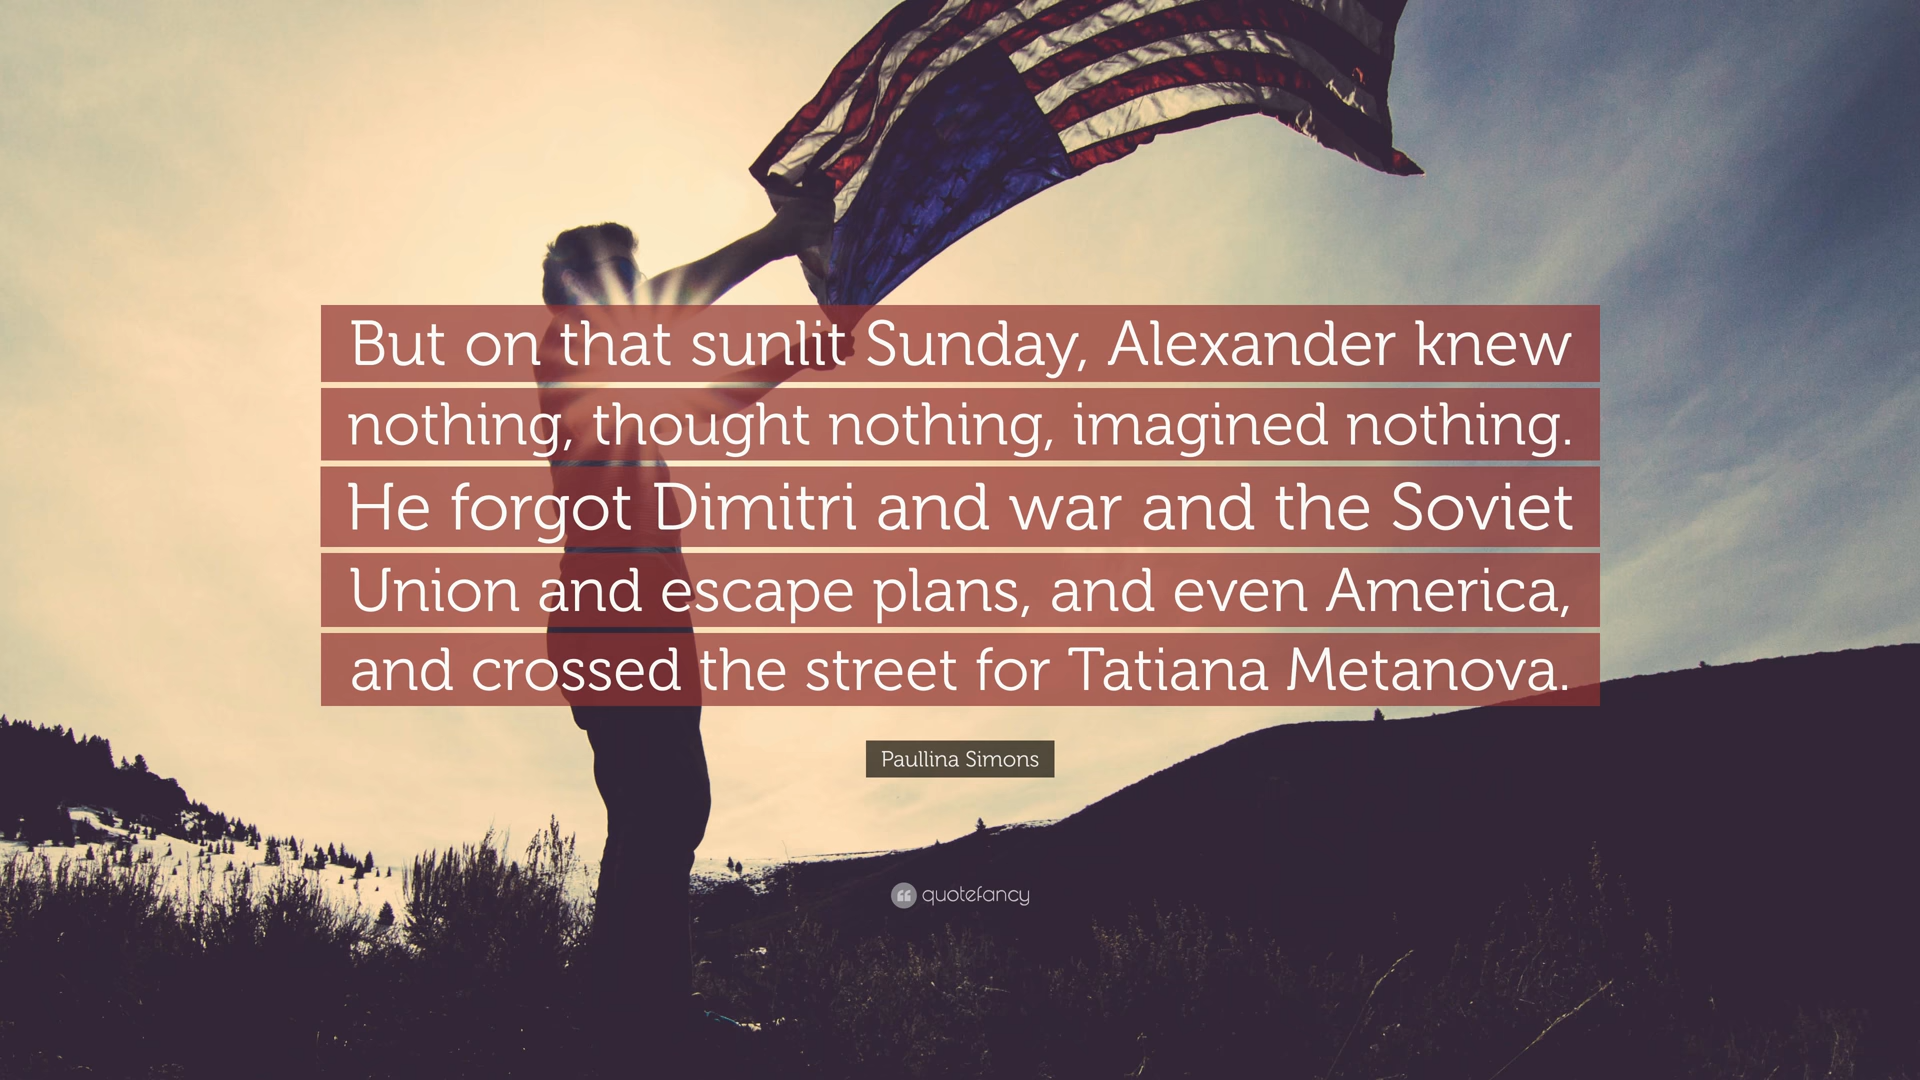 But on that sunlit Sunday, Alexander knew
nothing, thought nothing, imagined nothing.
He forgot Dimitri and war and the Soviet
Union and escape plans, and even America,
and crossed the street for Tatiana Metanova.
Paullina Simons
quotefancy